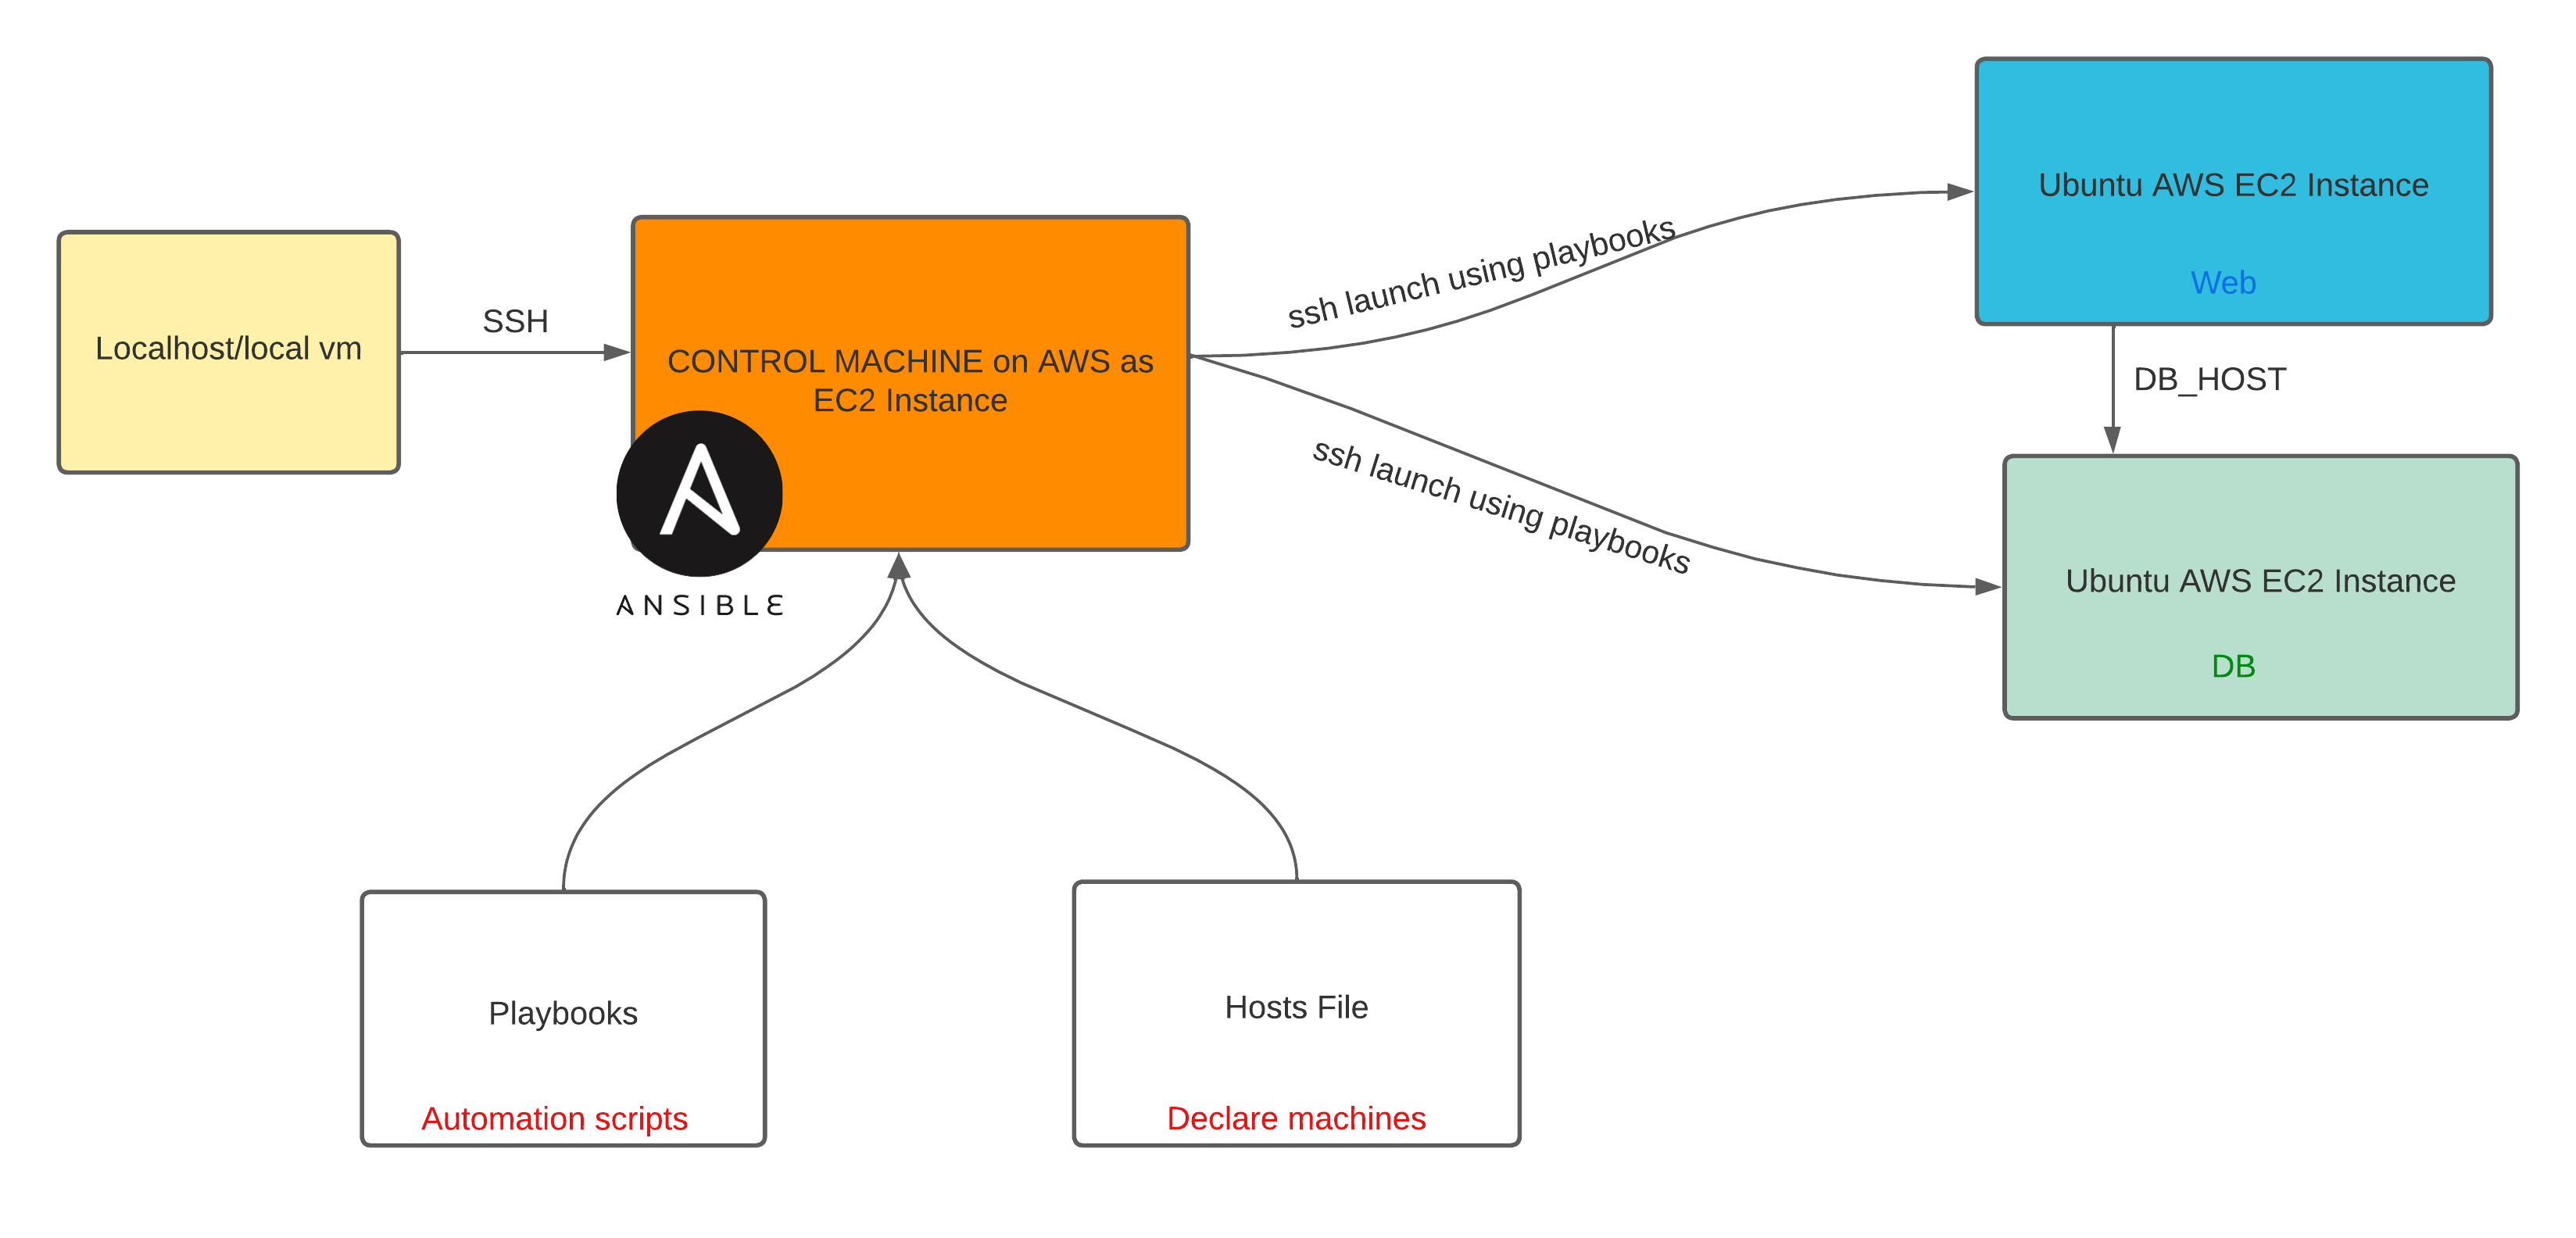 Localhost/local vm
SSH
CONTROL MACHINE on AWS as
EC2 Instance
ANSIBLE
ssh launch using playbooks
ssh launch using playbooks
Ubuntu AWS EC2 Instance
Web
DB_HOST
Ubuntu AWS EC2 Instance
DB
Playbooks
Automation scripts
Hosts File
Declare machines